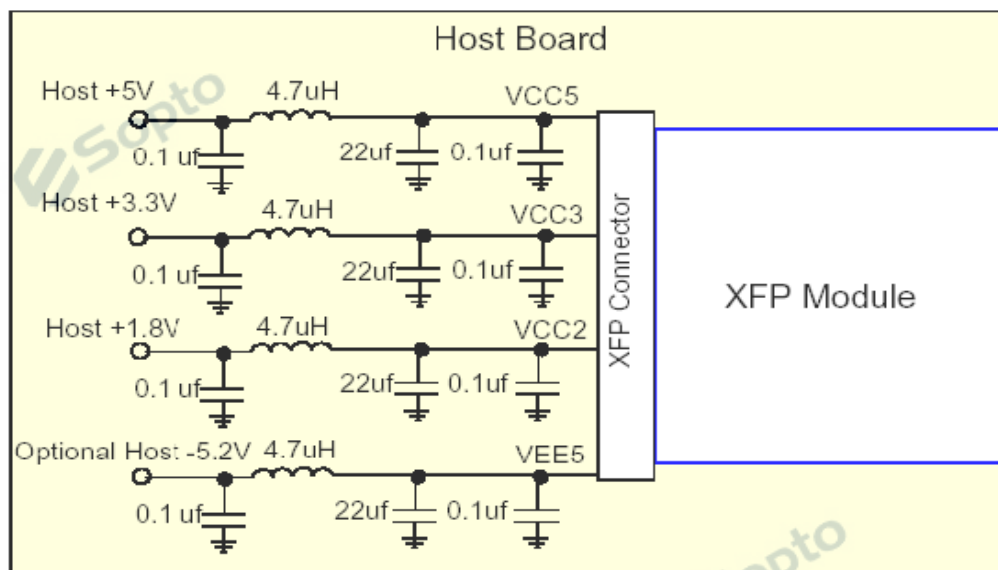 Host Board
Host +5V
4.7uH
VCC5
0.1 uf
22uf
0.1uf
Host +3.3V
4.7uH
VCC3
0.1 uf
22uf
0.1uf
Host +1.8V
4.7uH
VCC2
0.1 uf
22uf
0.1uf
Optional Host -5.2V
4.7uH
VEE5
0.1 uf
22uf
0.1uf
XFP Connector
XFP Module
Sopto
opto